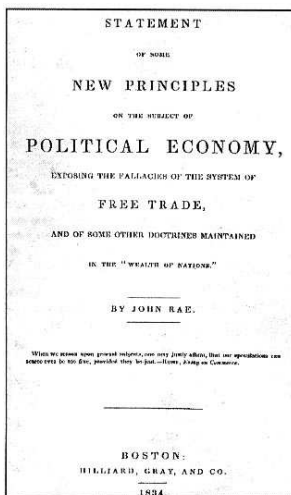 STATEMENT
OF SOME
NEW PRINCIPLES
ON THE SUBJECT OF
POLITICAL ECONOMY,
EXPOSING THE FALLACIES OF THE SYSTEM OF
FREE TRADE,
AND OF SOME OTHER DOCTRINES MAINTAINED
IN THE "WEALTH OF NATIONS."
BY JOHN RAE.
When we reason upon general subjects, one may justly affirm, that our speculations can
scarce ever be too fine, provided they be just.—Hume, Essay on Commerce.
BOSTON:
HILLIARD, GRAY, AND CO.
1834.